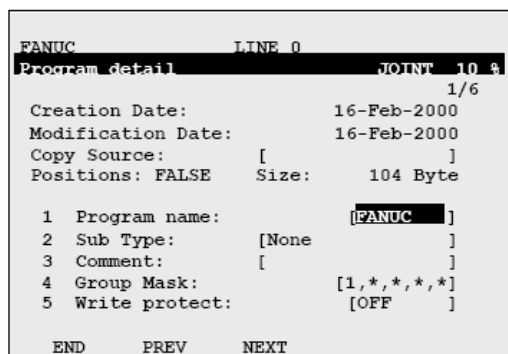 FANUC LINE 0
Program detail JOINT 10 %
1/6
Creation Date: 16-Feb-2000
Modification Date: 16-Feb-2000
Copy Source: [ ]
Positions: FALSE Size: 104 Byte
1 Program name: [FANUC ]
2 Sub Type: [None ]
3 Comment: [ ]
4 Group Mask: [1,*,*,*,*]
5 Write protect: [OFF ]
END PREV NEXT